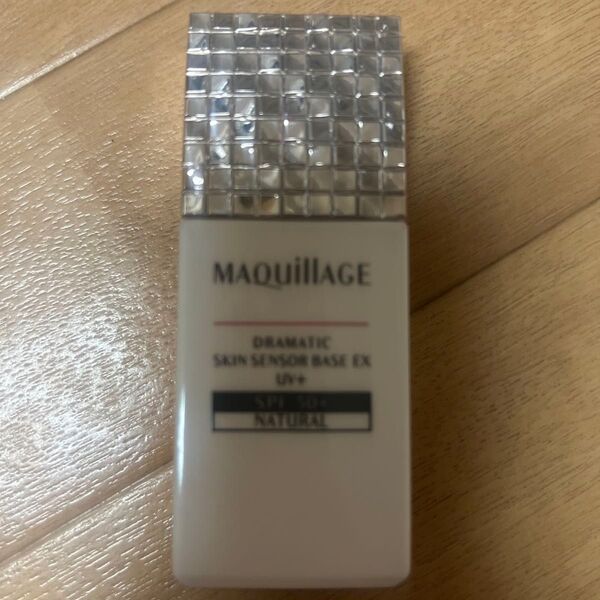 MAQuillAGE
DRAMATIC
SKIN SENSOR BASE EX
UV+
SPF 50+
NATURAL